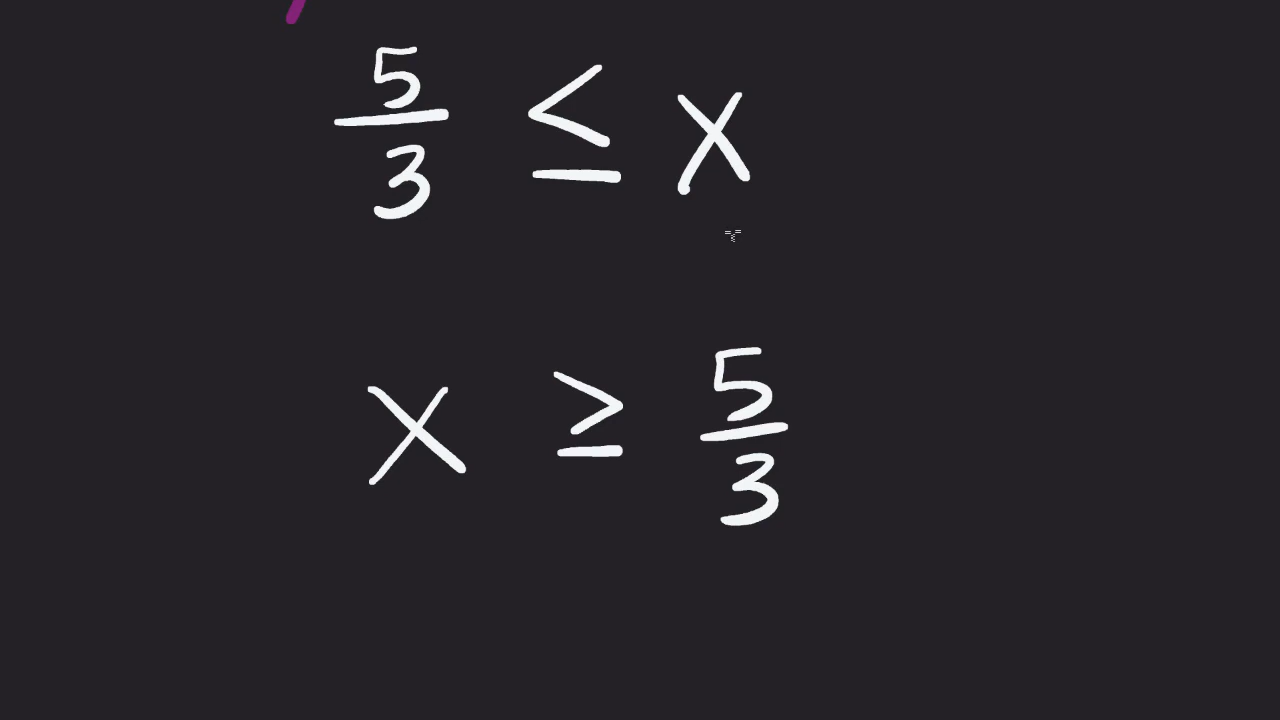 5/3 ≤ x
x ≥ 5/3